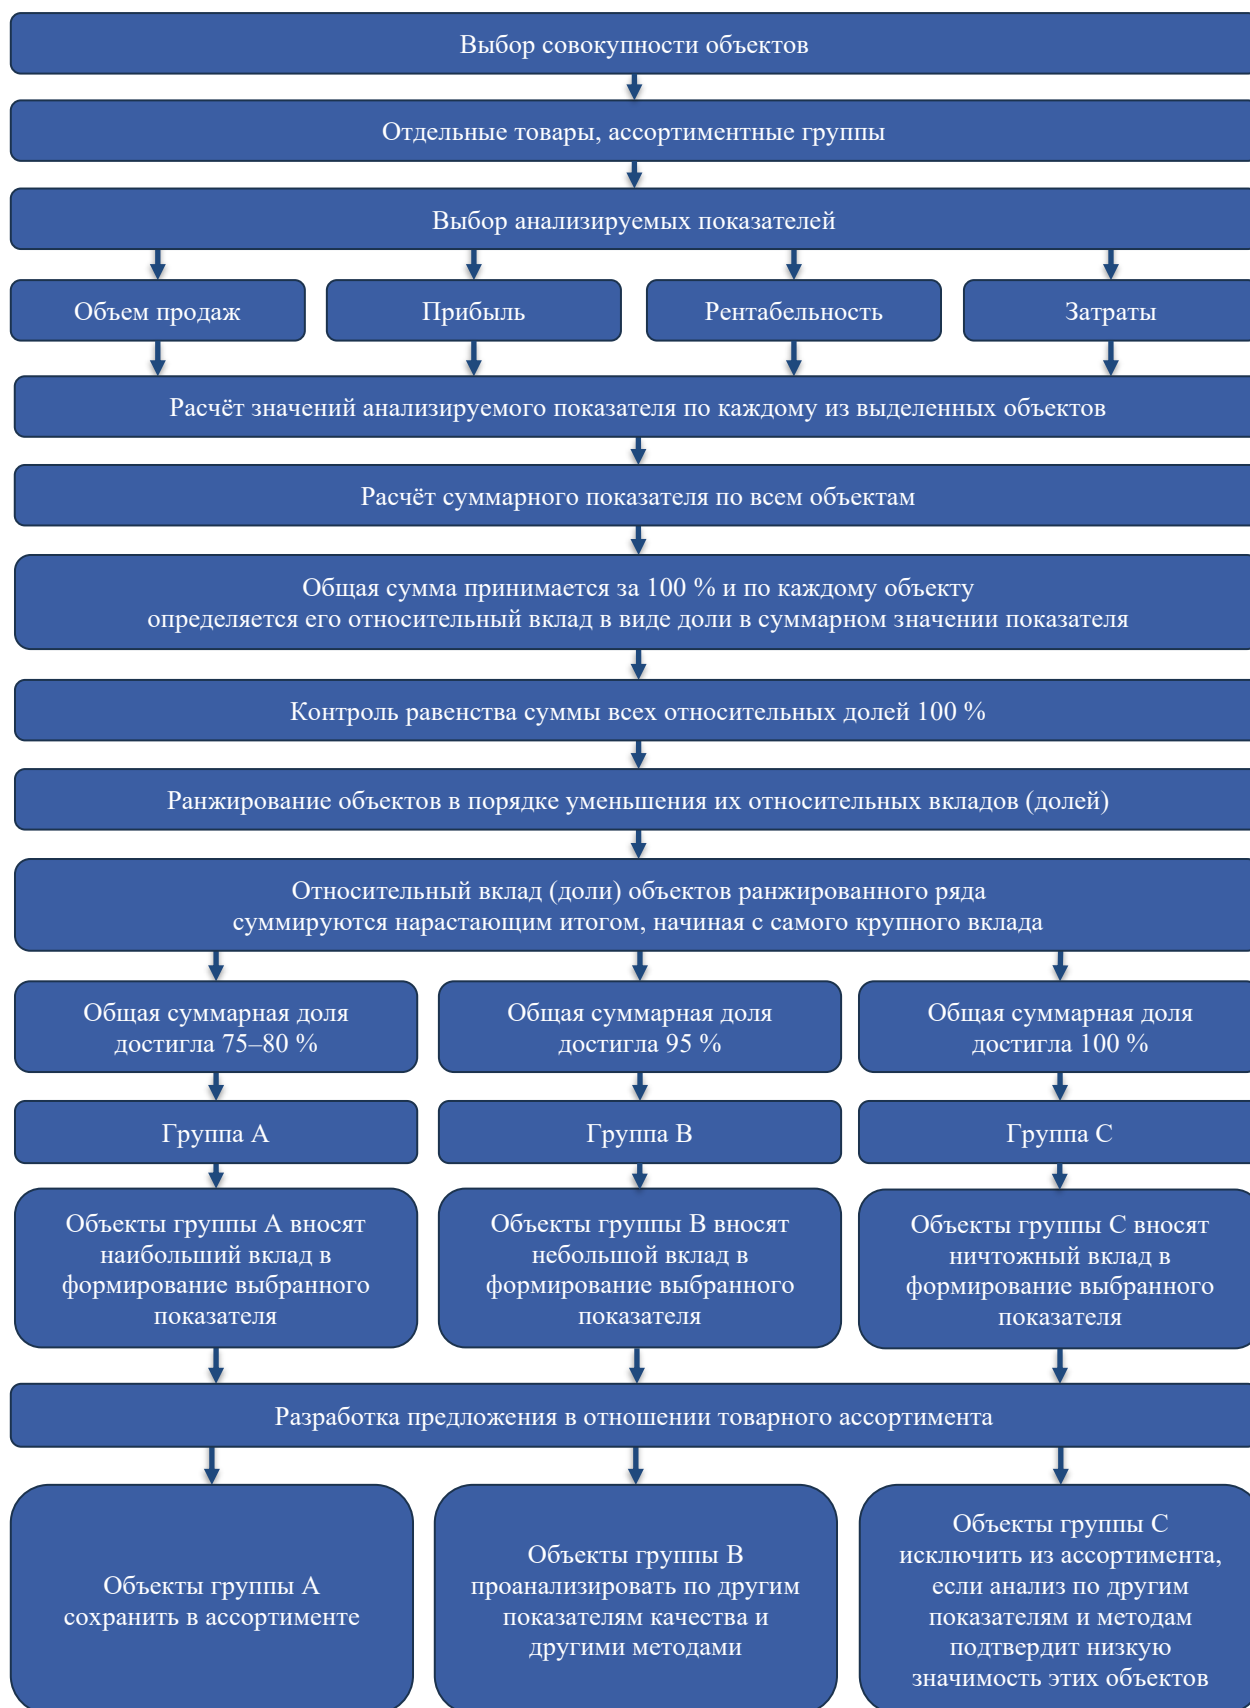 Выбор совокупности объектов
Отдельные товары, ассортиментные группы
Выбор анализируемых показателей
Объем продаж
Прибыль
Рентабельность
Затраты
Расчёт значений анализируемого показателя по каждому из выделенных объектов
Расчёт суммарного показателя по всем объектам
Общая сумма принимается за 100 % и по каждому объекту
определяется его относительный вклад в виде доли в суммарном значении показателя
Контроль равенства суммы всех относительных долей 100 %
Ранжирование объектов в порядке уменьшения их относительных вкладов (долей)
Относительный вклад (доли) объектов ранжированного ряда
суммируются нарастающим итогом, начиная с самого крупного вклада
Общая суммарная доля
достигла 75–80 %
Общая суммарная доля
достигла 95 %
Общая суммарная доля
достигла 100 %
Группа А
Группа В
Группа С
Объекты группы А вносят
наибольший вклад в
формирование выбранного
показателя
Объекты группы В вносят
небольшой вклад в
формирование выбранного
показателя
Объекты группы С вносят
ничтожный вклад в
формирование выбранного
показателя
Разработка предложения в отношении товарного ассортимента
Объекты группы А
сохранить в ассортименте
Объекты группы В
проанализировать по другим
показателям качества и
другими методами
Объекты группы С
исключить из ассортимента,
если анализ по другим
показателям и методам
подтвердит низкую
значимость этих объектов